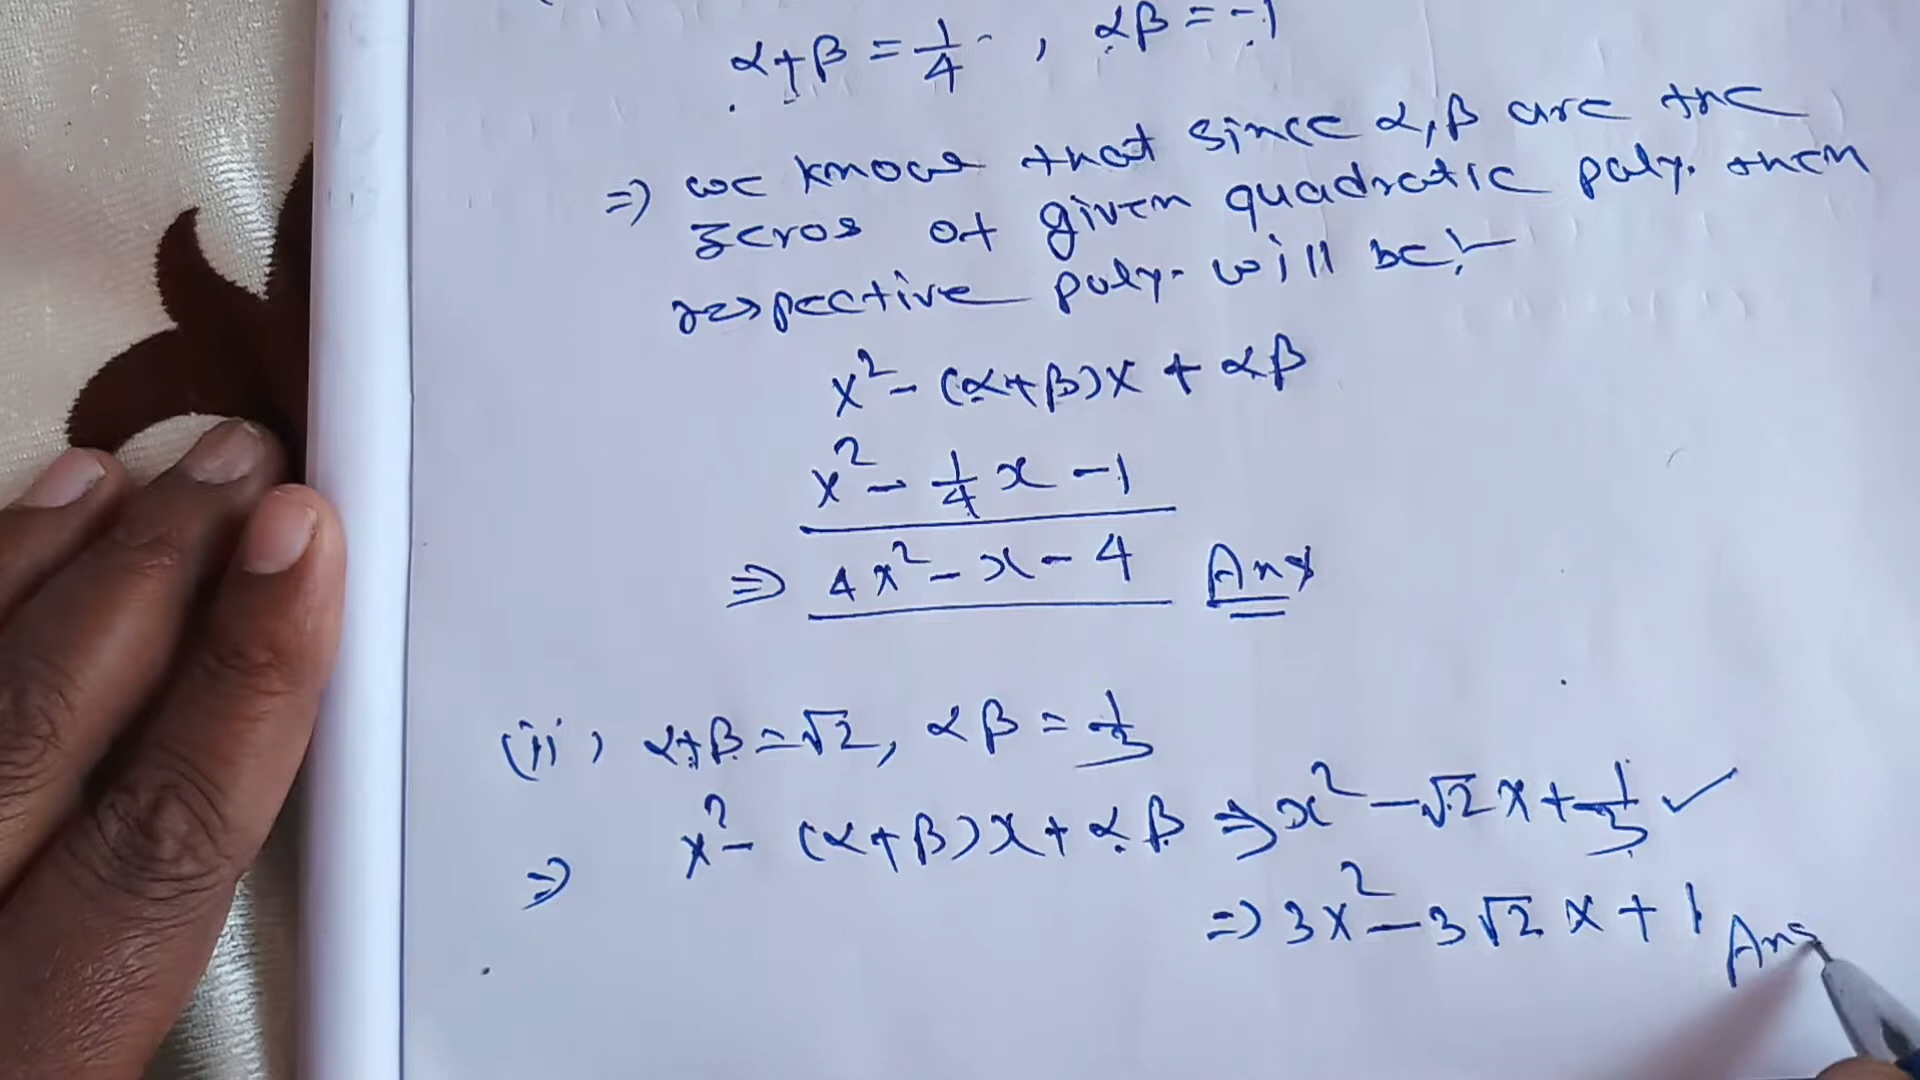 α+β = 1/4 , αβ = -1
=) we know that since α,β are the
zeros of given quadratic poly. then
respective poly. will be:-
x² - (α+β)x + αβ
x² - 1/4 x - 1
⇒ 4x² - x - 4 Ans
(ii) α+β = √2, αβ = 1/3
⇒ x² - (α+β)x + αβ ⇒ x² - √2x + 1/3 ✓
⇒ 3x² - 3√2 x + 1 Ans